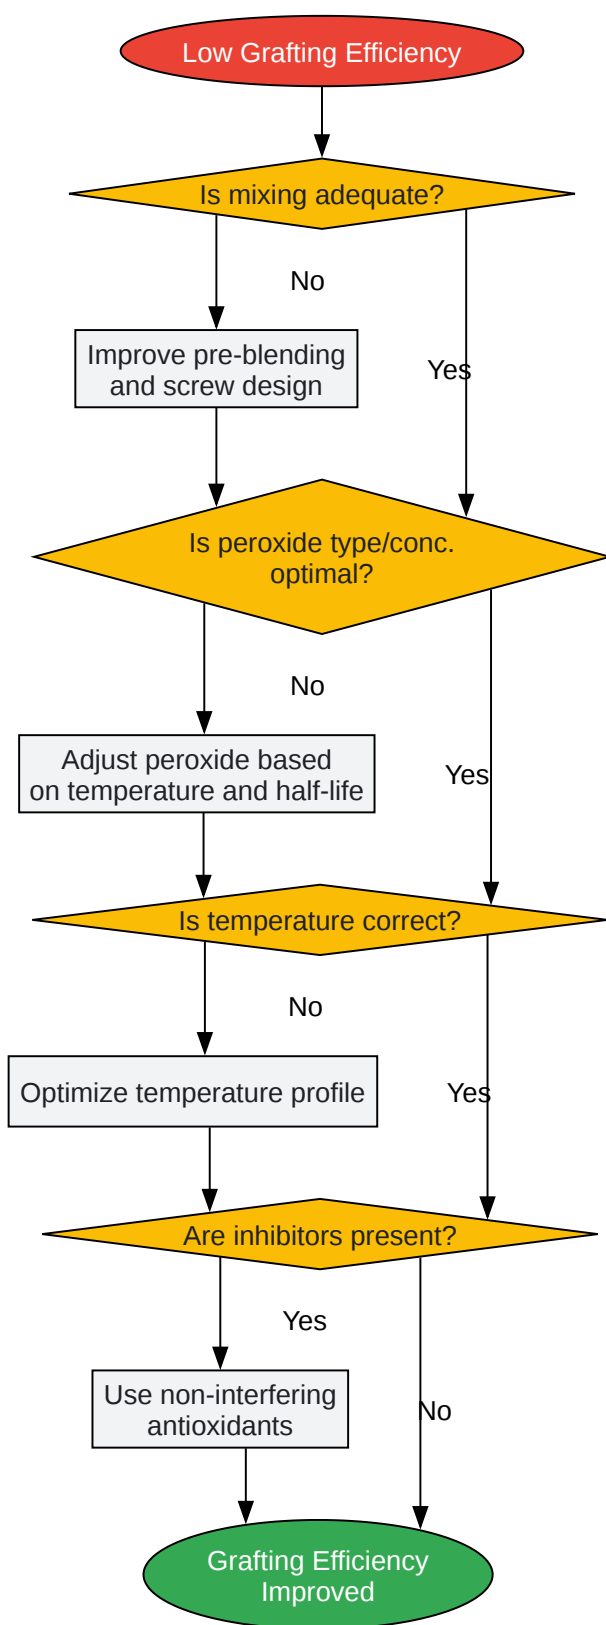 Low Grafting Efficiency
Is mixing adequate?
No
Improve pre-blending
and screw design
Yes
Is peroxide type/conc.
optimal?
No
Adjust peroxide based
on temperature and half-life
Yes
Is temperature correct?
No
Optimize temperature profile
Yes
Are inhibitors present?
Yes
Use non-interfering
antioxidants
No
Grafting Efficiency
Improved